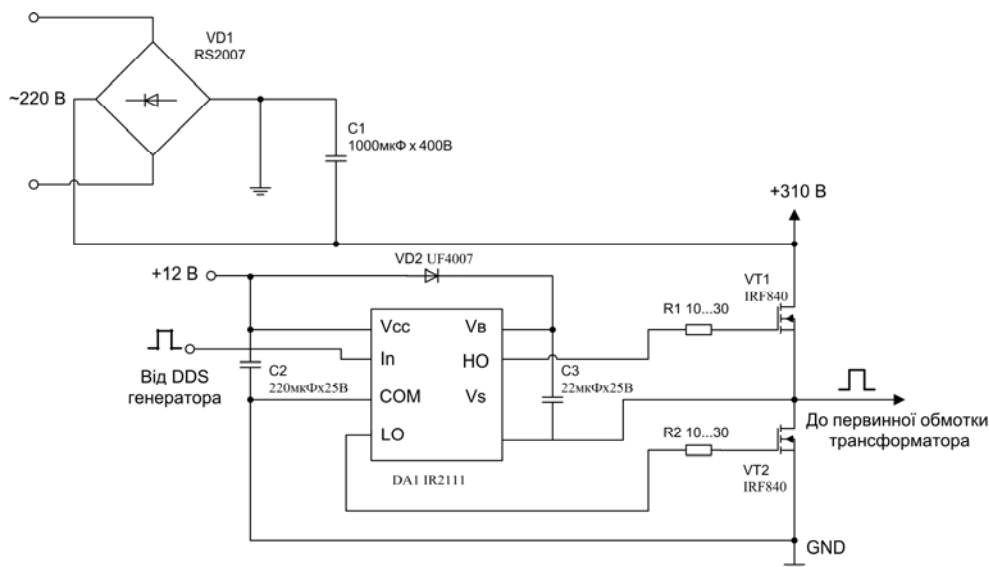 VD1
RS2007
~220 В
C1
1000мкФ х 400В
+310 В
VD2 UF4007
+12 В
VT1
IRF840
R1 10...30
Vcc
Vв
In
HO
Від DDS
генератора
C2
220мкФх25В
C3
22мкФх25В
COM
Vs
До первинної обмотки
трансформатора
LO
R2 10...30
VT2
IRF840
DA1 IR2111
GND